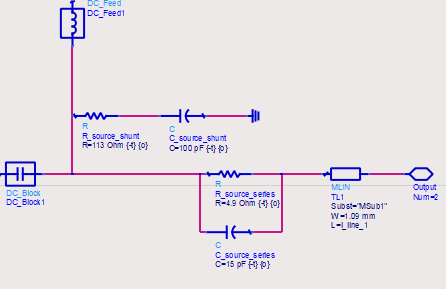 DC_Feed
DC_Feed1
R
R_source_shunt
R=113 Ohm {-t} {o}
C
C_source_shunt
C=100 pF {-t} {o}
DC_Block
DC_Block1
R
R_source_series
R=4.9 Ohm {-t} {o}
C
C_source_series
C=15 pF {-t} {o}
MLIN
TL1
Subst="MSub1"
W=1.09 mm
L=l_line_1
Output
Num=2